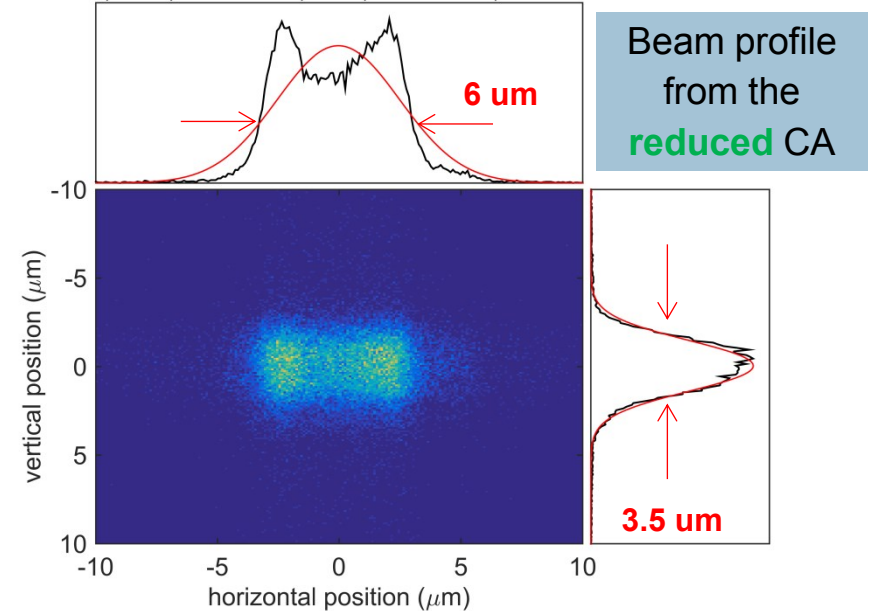 6 um
Beam profile
from the
reduced CA
-10
-5
0
5
10
vertical position (μm)
-10
-5
0
5
10
horizontal position (μm)
3.5 um